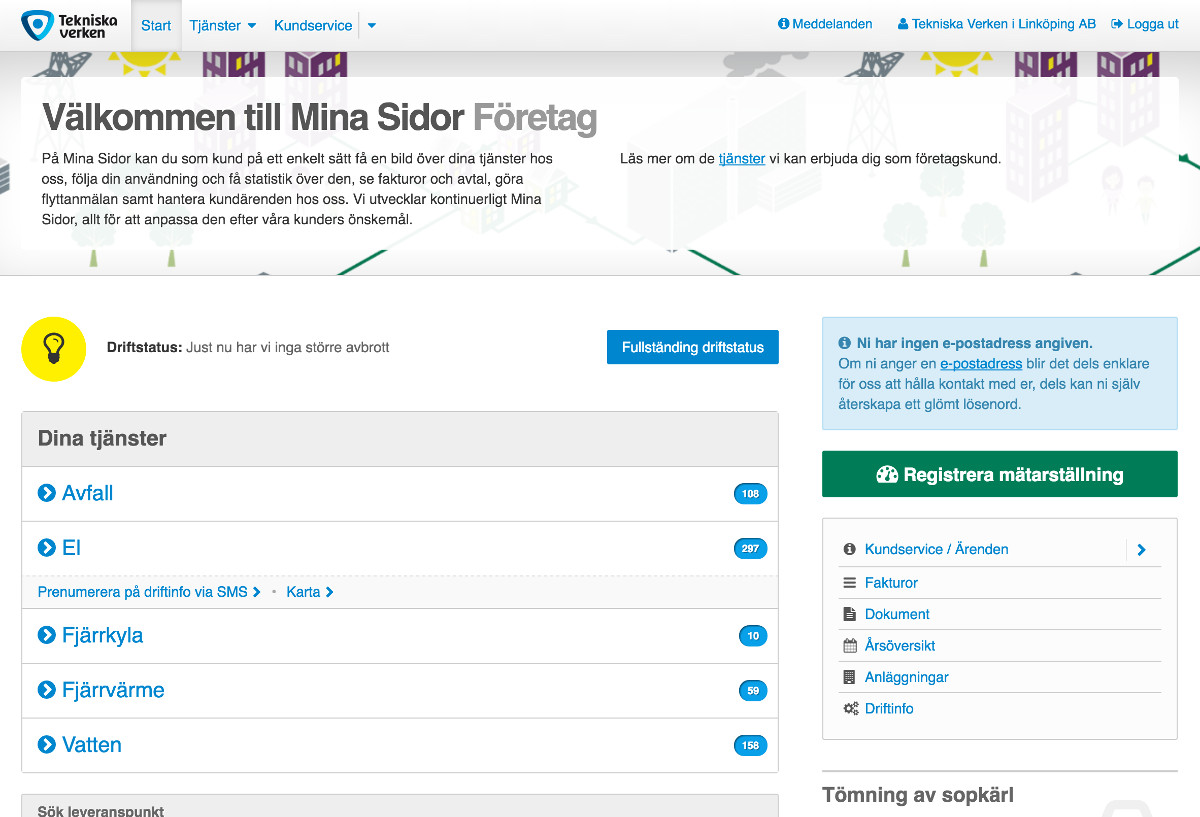 Tekniska
verken
Start
Tjänster
Kundservice
Meddelanden
Tekniska Verken i Linköping AB
Logga ut
Välkommen till Mina Sidor Företag
På Mina Sidor kan du som kund på ett enkelt sätt få en bild över dina tjänster hos
oss, följa din användning och få statistik över den, se fakturor och avtal, göra
flyttanmälan samt hantera kundärenden hos oss. Vi utvecklar kontinuerligt Mina
Sidor, allt för att anpassa den efter våra kunders önskemål.
Läs mer om de tjänster vi kan erbjuda dig som företagskund.
Driftstatus: Just nu har vi inga större avbrott
Fullständing driftstatus
Dina tjänster
Avfall
108
El
297
Prenumerera på driftinfo via SMS
Karta
Fjärrkyla
10
Fjärrvärme
59
Vatten
158
Sök leveranspunkt
Ni har ingen e-postadress angiven.
Om ni anger en e-postadress blir det dels enklare
för oss att hålla kontakt med er, dels kan ni själv
återskapa ett glömt lösenord.
Registrera mätarställning
Kundservice / Ärenden
Fakturor
Dokument
Årsöversikt
Anläggningar
Driftinfo
Tömning av sopkärl